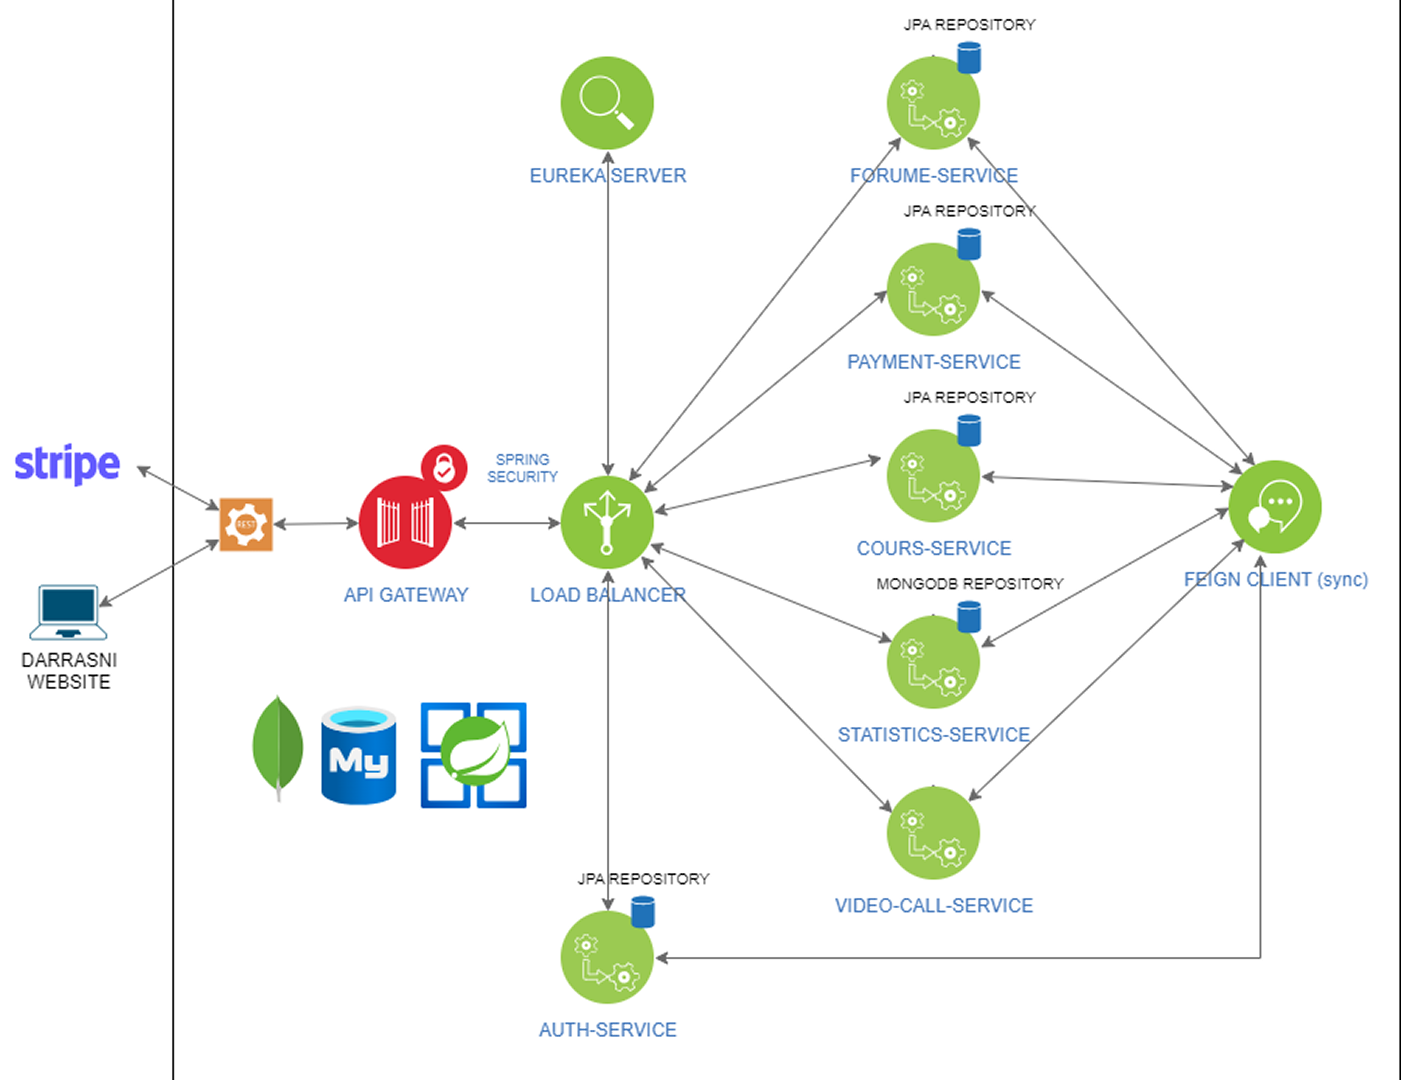 JPA REPOSITORY
EUREKA SERVER
FORUME-SERVICE
JPA REPOSITORY
PAYMENT-SERVICE
JPA REPOSITORY
stripe
SPRING
SECURITY
REST
COURS-SERVICE
API GATEWAY
LOAD BALANCER
MONGODB REPOSITORY
FEIGN CLIENT (sync)
DARRASNI
WEBSITE
My
STATISTICS-SERVICE
VIDEO-CALL-SERVICE
JPA REPOSITORY
AUTH-SERVICE